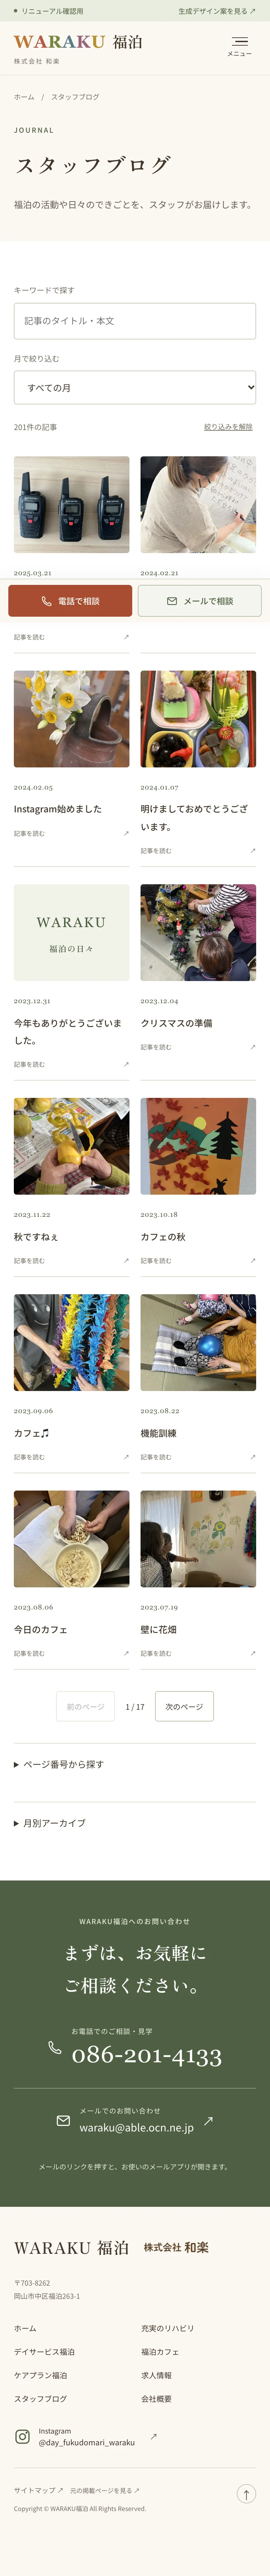 リニューアル確認用 生成デザイン案を見る ↗
WARAKU 福泊
株式会社 和楽
メニュー
ホーム / スタッフブログ
JOURNAL
スタッフブログ
福泊の活動や日々のできごとを、スタッフがお届けします。
キーワードで探す
記事のタイトル・本文
月で絞り込む
すべての月
201件の記事 絞り込みを解除
2025.03.21 2024.02.21
電話で相談 メールで相談
記事を読む ↗
2024.02.05
Instagram始めました
記事を読む ↗
2024.01.07
明けましておめでとうござ
います。
記事を読む ↗
WARAKU
福泊の日々
2023.12.31
今年もありがとうございま
した。
記事を読む ↗
2023.12.04
クリスマスの準備
記事を読む ↗
2023.11.22
秋ですねぇ
記事を読む ↗
2023.10.18
カフェの秋
記事を読む ↗
2023.09.06
カフェ♫
記事を読む ↗
2023.08.22
機能訓練
記事を読む ↗
2023.08.06
今日のカフェ
記事を読む ↗
2023.07.19
壁に花畑
記事を読む ↗
前のページ 1 / 17 次のページ
▶ ページ番号から探す
▶ 月別アーカイブ
WARAKU福泊へのお問い合わせ
まずは、お気軽に
ご相談ください。
お電話でのご相談・見学
086-201-4133
メールでのお問い合わせ
waraku@able.ocn.ne.jp ↗
メールのリンクを押すと、お使いのメールアプリが開きます。
WARAKU 福泊 株式会社 和楽
〒703-8262
岡山市中区福泊263-1
ホーム 充実のリハビリ
デイサービス福泊 福泊カフェ
ケアプラン福泊 求人情報
スタッフブログ 会社概要
Instagram
@day_fukudomari_waraku ↗
サイトマップ ↗ 元の掲載ページを見る ↗
↑
Copyright © WARAKU福泊 All Rights Reserved.